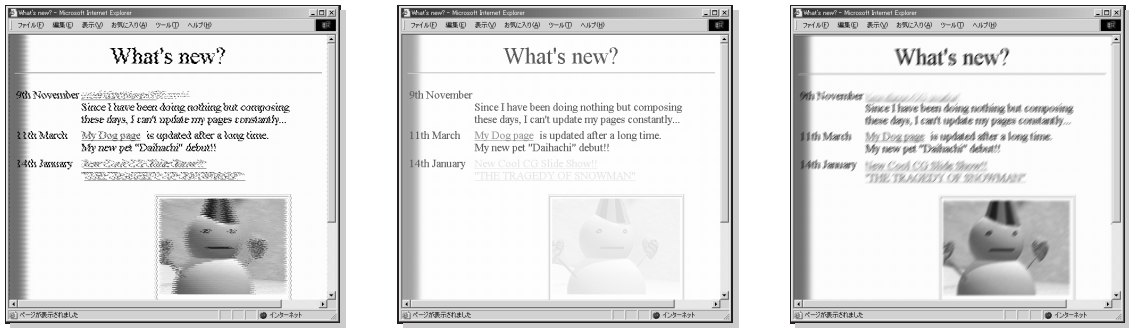 What's new? - Microsoft Internet Explorer
ファイル(F) 編集(E) 表示(V) お気に入り(A) ツール(T) ヘルプ(H)
What's new?
9th November
Since I have been doing nothing but composing
these days, I can't update my pages constantly...
11th March My Dog page is updated after a long time.
My new pet "Daihachi" debut!!
14th January New Cool CG Slide Show!!
"THE TRAGEDY OF SNOWMAN"
ページが表示されました インターネット
What's new? - Microsoft Internet Explorer
ファイル(F) 編集(E) 表示(V) お気に入り(A) ツール(T) ヘルプ(H)
What's new?
9th November
Since I have been doing nothing but composing
these days, I can't update my pages constantly...
11th March My Dog page is updated after a long time.
My new pet "Daihachi" debut!!
14th January New Cool CG Slide Show!!
"THE TRAGEDY OF SNOWMAN"
ページが表示されました インターネット
What's new? - Microsoft Internet Explorer
ファイル(F) 編集(E) 表示(V) お気に入り(A) ツール(T) ヘルプ(H)
What's new?
9th November
Since I have been doing nothing but composing
these days, I can't update my pages constantly...
11th March My Dog page is updated after a long time.
My new pet "Daihachi" debut!!
14th January New Cool CG Slide Show!!
"THE TRAGEDY OF SNOWMAN"
ページが表示されました インターネット